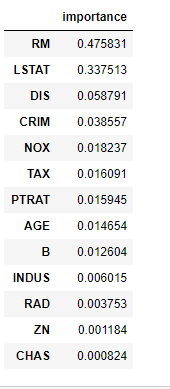 importance
RM 0.475831
LSTAT 0.337513
DIS 0.058791
CRIM 0.038557
NOX 0.018237
TAX 0.016091
PTRAT 0.015945
AGE 0.014654
B 0.012604
INDUS 0.006015
RAD 0.003753
ZN 0.001184
CHAS 0.000824